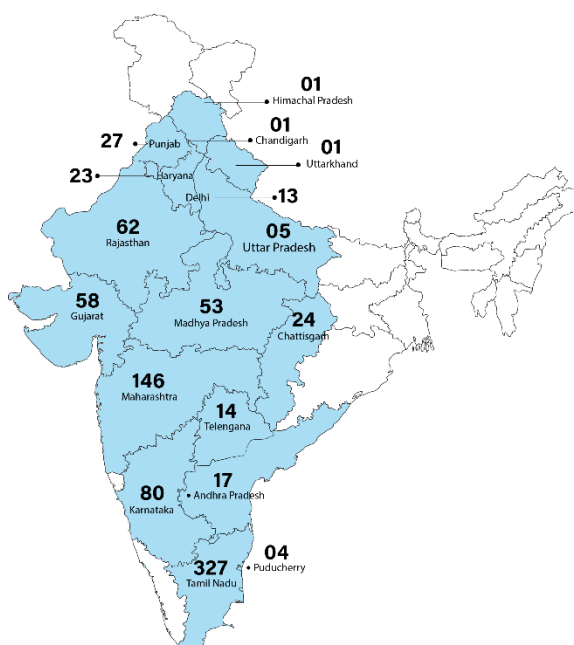 01
Himachal Pradesh
01
Chandigarh
27
Punjab
01
Uttarkhand
23
Haryana
Delhi
13
62
Rajasthan
05
Uttar Pradesh
58
Gujarat
53
Madhya Pradesh
24
Chattisgarh
146
Maharashtra
14
Telengana
80
Karnataka
17
Andhra Pradesh
04
Puducherry
327
Tamil Nadu